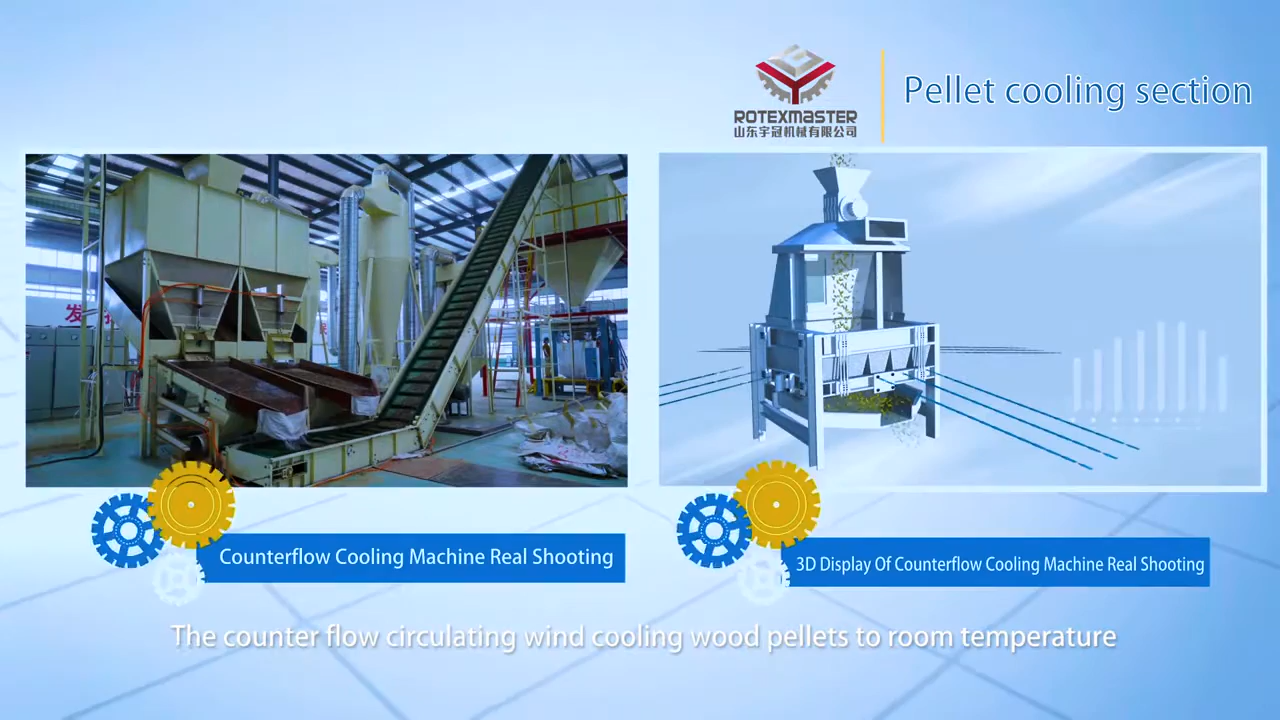 ROTEXMASTER
山东宇冠机械有限公司
Pellet cooling section
发
Counterflow Cooling Machine Real Shooting
3D Display Of Counterflow Cooling Machine Real Shooting
The counter flow circulating wind cooling wood pellets to room temperature